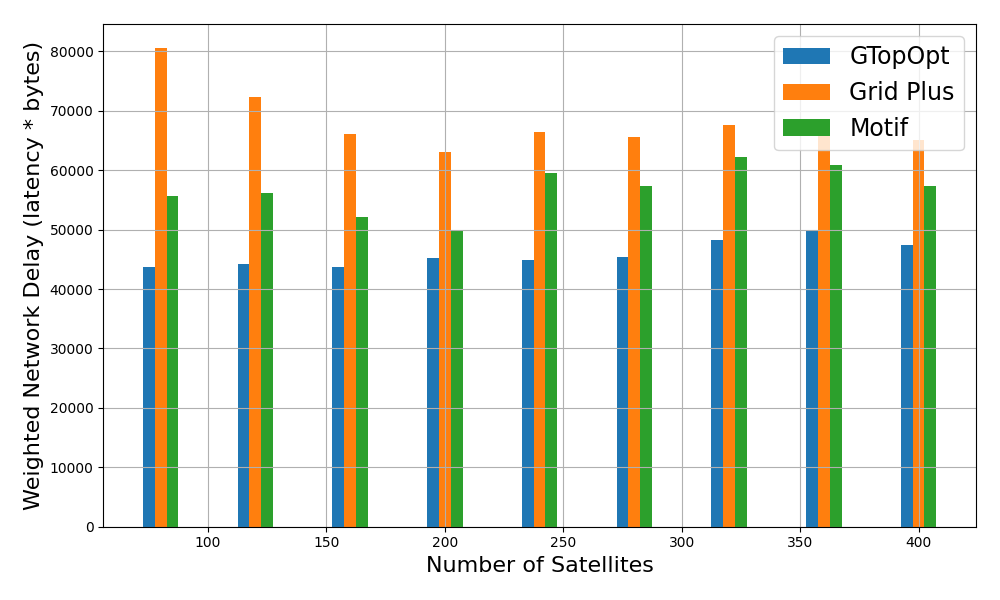 Weighted Network Delay (latency * bytes)
80000
70000
60000
50000
40000
30000
20000
10000
0
GTopOpt
Grid Plus
Motif
100 150 200 250 300 350 400
Number of Satellites